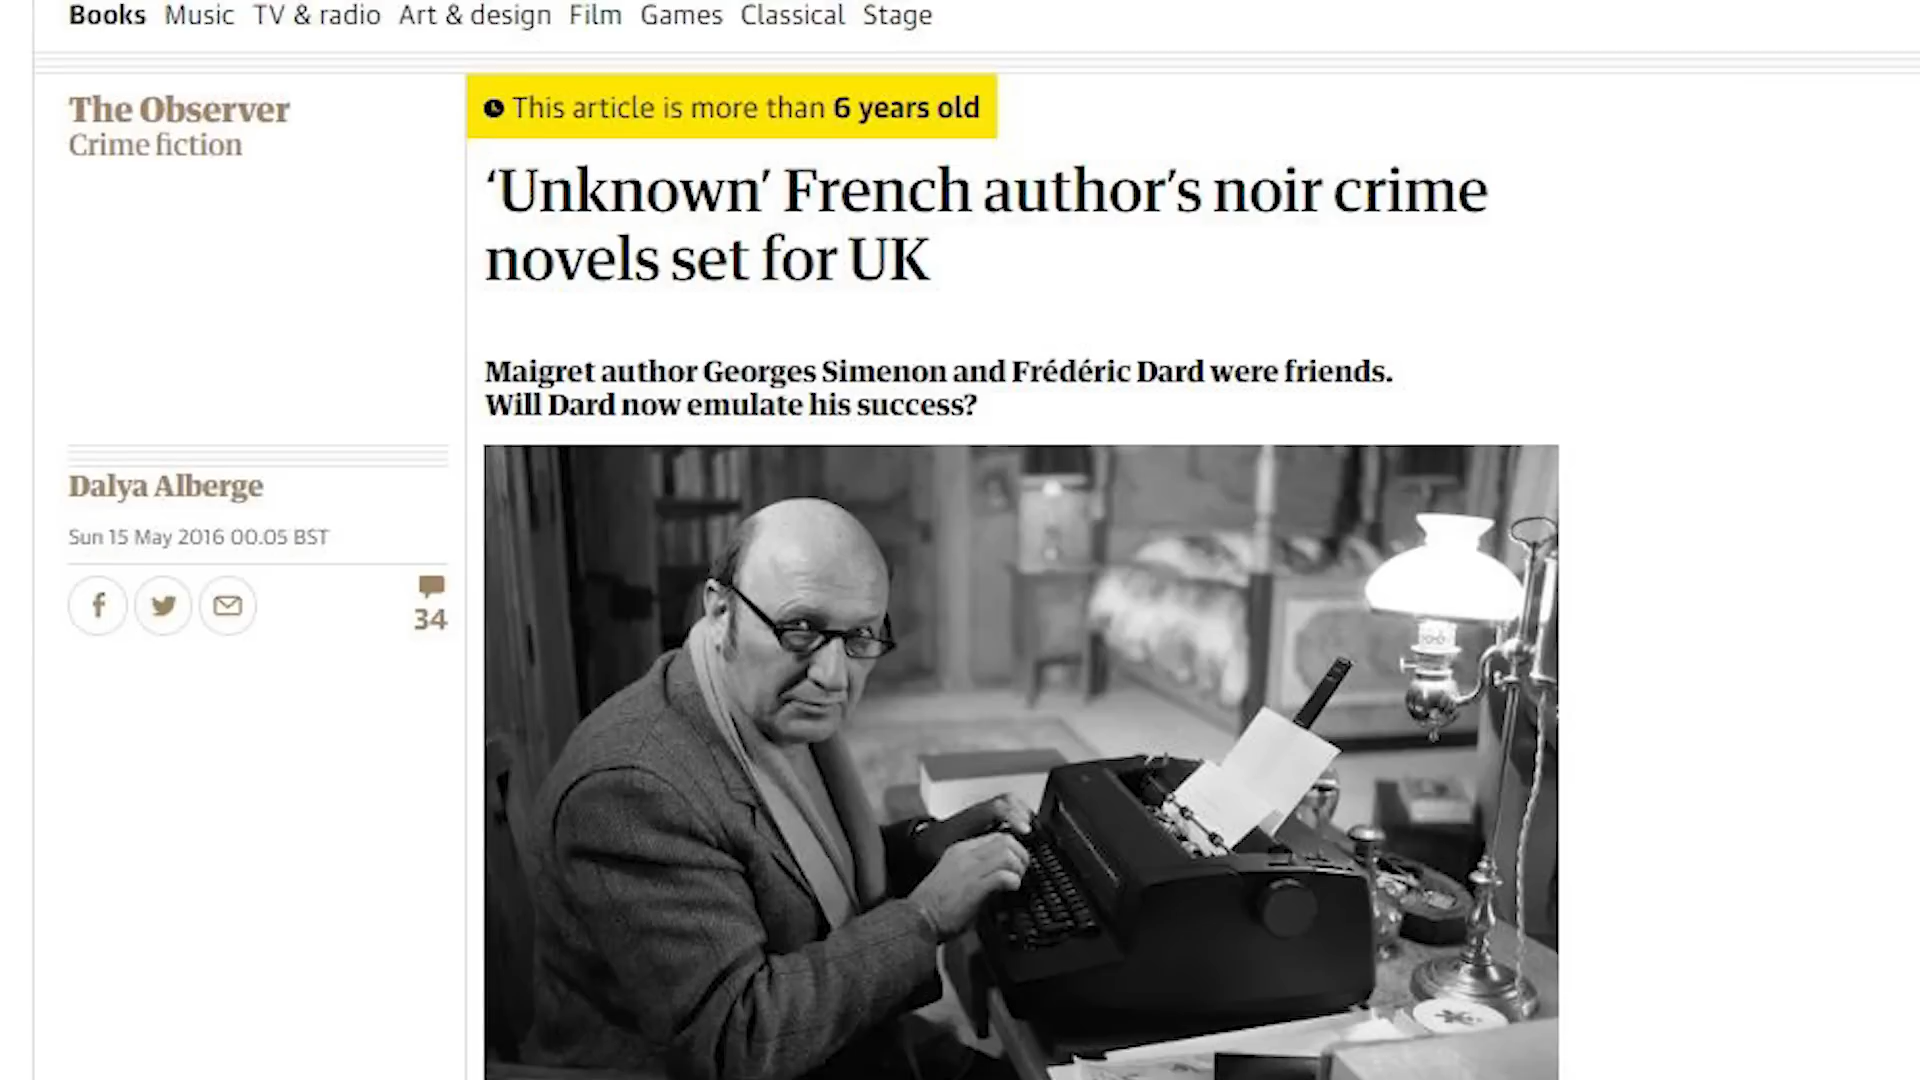 Books Music TV & radio Art & design Film Games Classical Stage
The Observer
Crime fiction
This article is more than 6 years old
‘Unknown’ French author’s noir crime
novels set for UK
Maigret author Georges Simenon and Frédéric Dard were friends.
Will Dard now emulate his success?
Dalya Alberge
Sun 15 May 2016 00.05 BST
34